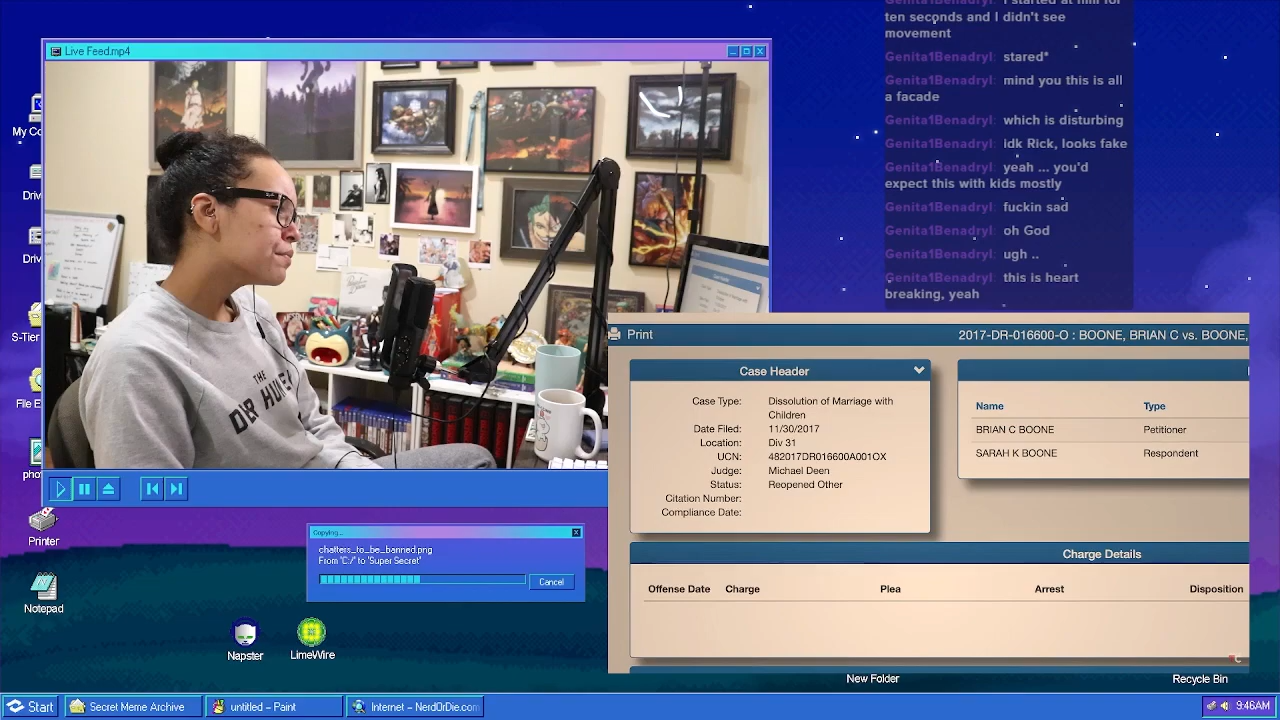 Live Feed.mp4
ten seconds and I didn't see
movement
Genita1Benadryl: stared*
Genita1Benadryl: mind you this is all
a facade
Genita1Benadryl: which is disturbing
Genita1Benadryl: idk Rick, looks fake
Genita1Benadryl: yeah ... you'd
expect this with kids mostly
Genita1Benadryl: fuckin sad
Genita1Benadryl: oh God
Genita1Benadryl: ugh ..
Genita1Benadryl: this is heart
breaking, yeah
My Co
Driv
Driv
S-Tier
File E
phot
Printer
Notepad
THE
Print
2017-DR-016600-O : BOONE, BRIAN C vs. BOONE,
Case Header
Case Type: Dissolution of Marriage with
Children
Date Filed: 11/30/2017
Location: Div 31
UCN: 482017DR016600A001OX
Judge: Michael Deen
Status: Reopened Other
Citation Number:
Compliance Date:
Name Type
BRIAN C BOONE Petitioner
SARAH K BOONE Respondent
Charge Details
Offense Date Charge Plea Arrest Disposition
Copying...
chatters_to_be_banned.png
From 'C:/' to 'Super Secret'
Cancel
Napster
LimeWire
New Folder
Recycle Bin
Start
Secret Meme Archive
untitled – Paint
Internet – NerdOrDie.com
9:46AM